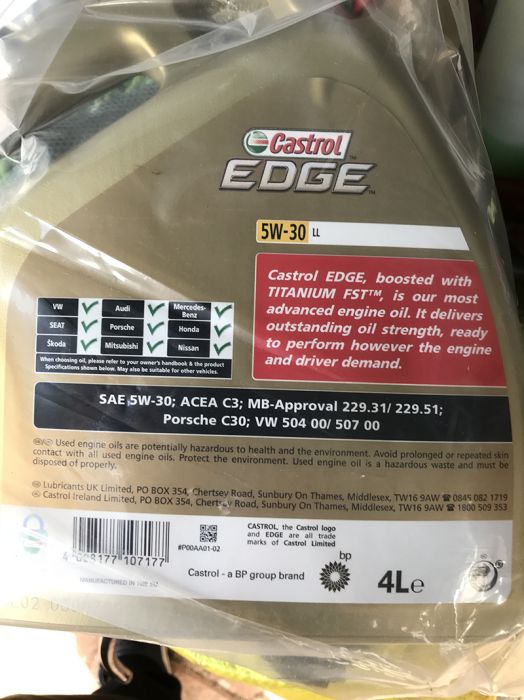 Castrol
EDGE
5W-30 LL
Castrol EDGE, boosted with
TITANIUM FST™, is our most
advanced engine oil. It delivers
outstanding oil strength, ready
to perform however the engine
and driver demand.
VW Audi Mercedes-Benz
SEAT Porsche Honda
Škoda Mitsubishi Nissan
When choosing oil, please refer to your owner's handbook & the product
Specifications shown below. May also be suitable for other vehicles.
SAE 5W-30; ACEA C3; MB-Approval 229.31/ 229.51;
Porsche C30; VW 504 00/ 507 00
Used engine oils are potentially hazardous to health and the environment. Avoid prolonged or repeated skin
contact with all used engine oils. Protect the environment. Used engine oil is a hazardous waste and must be
disposed of properly.
Lubricants UK Limited, PO BOX 354, Chertsey Road, Sunbury On Thames, Middlesex, TW16 9AW ☎ 0845 082 1719
Castrol Ireland Limited, PO BOX 354, Chertsey Road, Sunbury On Thames, Middlesex, TW16 9AW ☎ 1800 509 353
#P00AA01-02
CASTROL, the Castrol logo
and EDGE are all trade
marks of Castrol Limited
107177
MANUFACTURED IN
Castrol - a BP group brand
bp
4Le